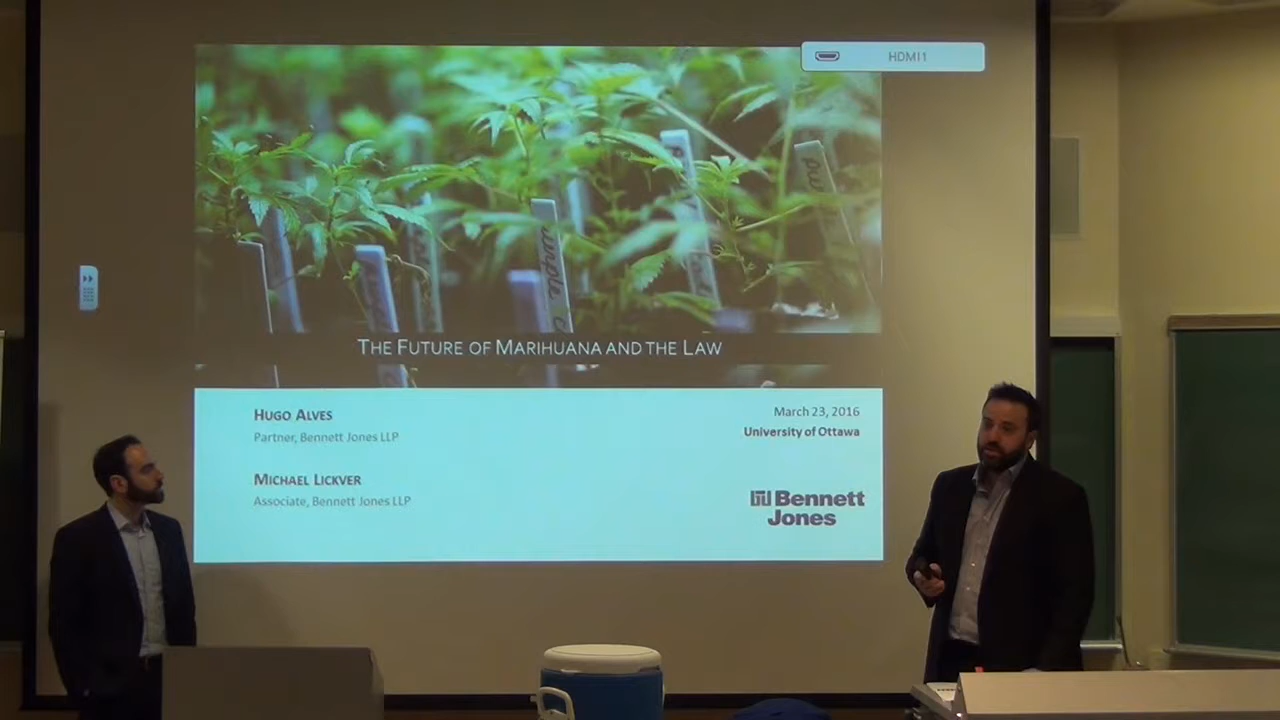 HDMI1
purple
THE FUTURE OF MARIHUANA AND THE LAW
HUGO ALVES
Partner, Bennett Jones LLP
MICHAEL LICKVER
Associate, Bennett Jones LLP
March 23, 2016
University of Ottawa
Bennett
Jones